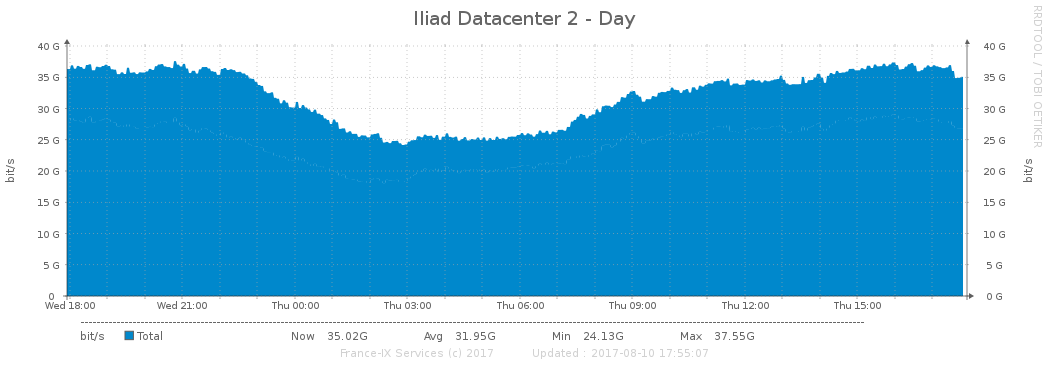 Iliad Datacenter 2 - Day
RRDTOOL / TOBI OETIKER
40 G 40 G
35 G 35 G
30 G 30 G
25 G 25 G
20 G 20 G
15 G 15 G
10 G 10 G
5 G 5 G
0 0 G
bit/s bit/s
Wed 18:00 Wed 21:00 Thu 00:00 Thu 03:00 Thu 06:00 Thu 09:00 Thu 12:00 Thu 15:00
bit/s Total Now 35.02G Avg 31.95G Min 24.13G Max 37.55G
France-IX Services (c) 2017 Updated : 2017-08-10 17:55:07